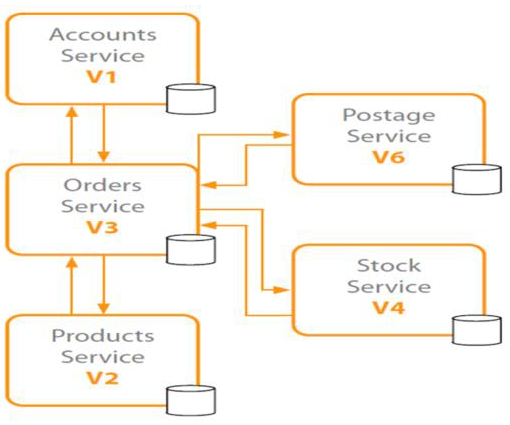 Accounts
Service
V1
Postage
Service
V6
Orders
Service
V3
Stock
Service
V4
Products
Service
V2